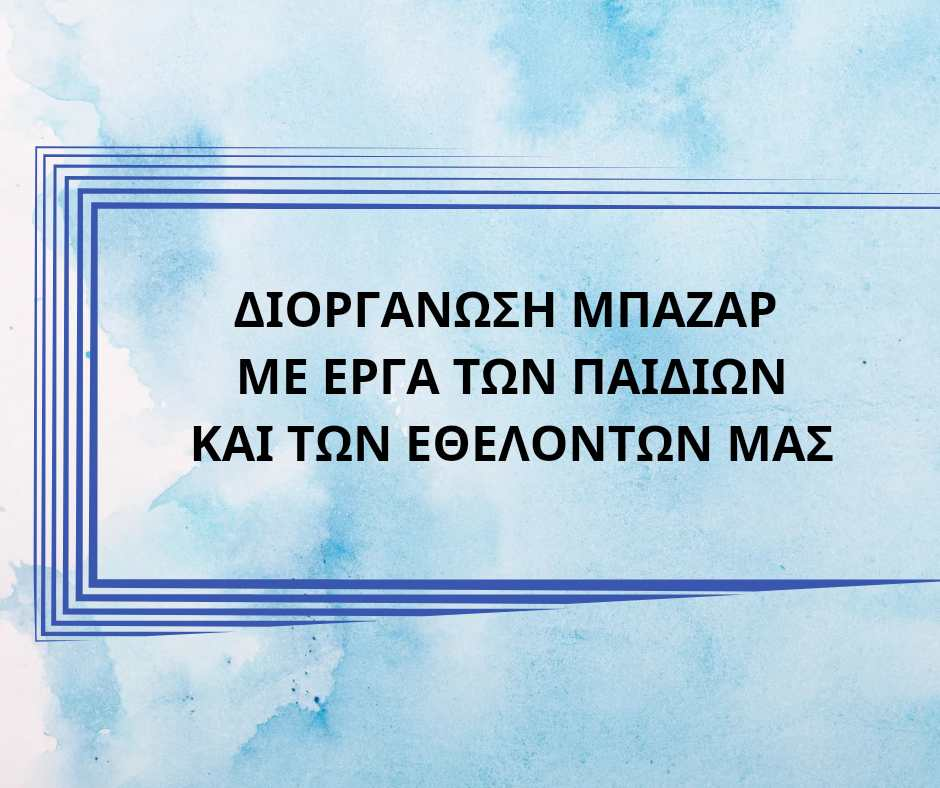 ΔΙΟΡΓΑΝΩΣΗ ΜΠΑΖΑΡ
ΜΕ ΕΡΓΑ ΤΩΝ ΠΑΙΔΙΩΝ
ΚΑΙ ΤΩΝ ΕΘΕΛΟΝΤΩΝ ΜΑΣ